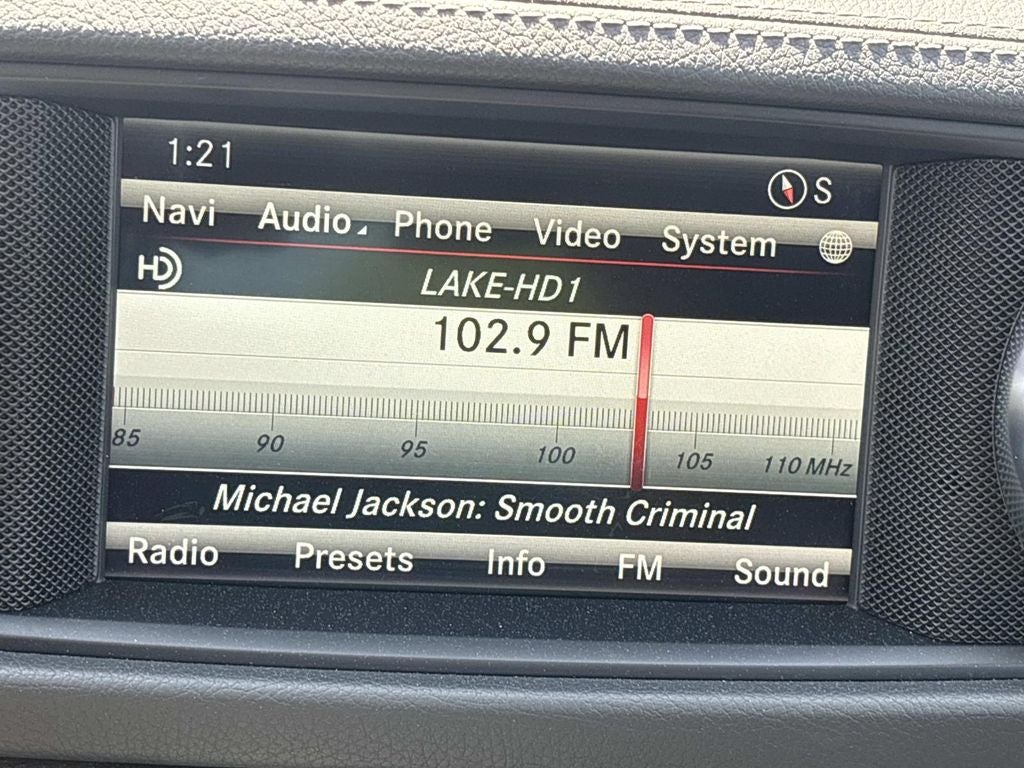 1:21
S
Navi Audio Phone Video System
HD LAKE-HD1
102.9 FM
85 90 95 100 105 110 MHz
Michael Jackson: Smooth Criminal
Radio Presets Info FM Sound